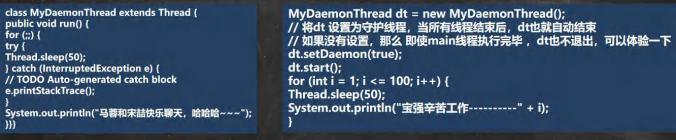 class MyDaemonThread extends Thread {
public void run() {
for (;;) {
try {
Thread.sleep(50);
} catch (InterruptedException e) {
// TODO Auto-generated catch block
e.printStackTrace();
}
System.out.println("马蓉和宋喆快乐聊天，哈哈哈~~~");
}}}
MyDaemonThread dt = new MyDaemonThread();
// 将dt 设置为守护线程，当所有线程结束后，dt也就自动结束
// 如果没有设置，那么 即使main线程执行完毕 ，dt也不退出，可以体验一下
dt.setDaemon(true);
dt.start();
for (int i = 1; i <= 100; i++) {
Thread.sleep(50);
System.out.println("宝强辛苦工作----------" + i);
}